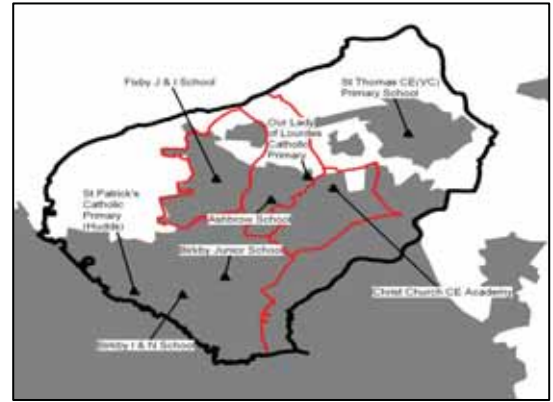 Fixby J & I School
St Thomas CE(VC)
Primary School
Our Lady
of Lourdes
Catholic
Primary
St Patrick's
Catholic
Primary
(Hudds)
Ashbrow School
Birkby Junior School
Christ Church CE Academy
Birkby I & N School